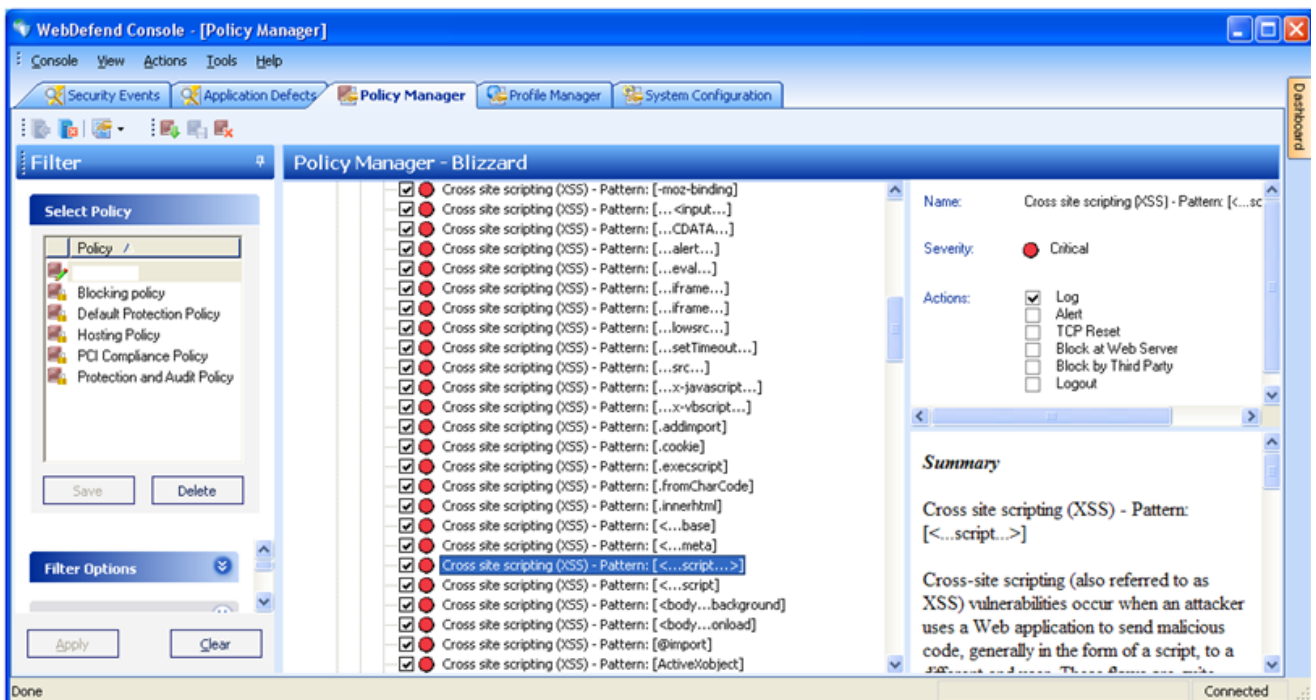 WebDefend Console - [Policy Manager]
Console View Actions Tools Help
Security Events Application Defects Policy Manager Profile Manager System Configuration
Dashboard
Filter
Policy Manager - Blizzard
Select Policy
Policy
Blocking policy
Default Protection Policy
Hosting Policy
PCI Compliance Policy
Protection and Audit Policy
Save Delete
Filter Options
Apply Clear
Cross site scripting (XSS) - Pattern: [-moz-binding]
Cross site scripting (XSS) - Pattern: [...<input...]
Cross site scripting (XSS) - Pattern: [...CDATA...]
Cross site scripting (XSS) - Pattern: [...alert...]
Cross site scripting (XSS) - Pattern: [...eval...]
Cross site scripting (XSS) - Pattern: [...iframe...]
Cross site scripting (XSS) - Pattern: [...iframe...]
Cross site scripting (XSS) - Pattern: [...lowsrc...]
Cross site scripting (XSS) - Pattern: [...setTimeout...]
Cross site scripting (XSS) - Pattern: [...src...]
Cross site scripting (XSS) - Pattern: [...x-javascript...]
Cross site scripting (XSS) - Pattern: [...x-vbscript...]
Cross site scripting (XSS) - Pattern: [.addimport]
Cross site scripting (XSS) - Pattern: [.cookie]
Cross site scripting (XSS) - Pattern: [.execscript]
Cross site scripting (XSS) - Pattern: [.fromCharCode]
Cross site scripting (XSS) - Pattern: [.innerhtml]
Cross site scripting (XSS) - Pattern: [<...base]
Cross site scripting (XSS) - Pattern: [<...meta]
Cross site scripting (XSS) - Pattern: [<...script...>]
Cross site scripting (XSS) - Pattern: [<...script]
Cross site scripting (XSS) - Pattern: [<body...background]
Cross site scripting (XSS) - Pattern: [<body...onload]
Cross site scripting (XSS) - Pattern: [@import]
Cross site scripting (XSS) - Pattern: [ActiveXobject]
Name: Cross site scripting (XSS) - Pattern: [<...sc
Severity: Critical
Actions: Log
Alert
TCP Reset
Block at Web Server
Block by Third Party
Logout
Summary
Cross site scripting (XSS) - Pattern:
[<...script...>]
Cross-site scripting (also referred to as
XSS) vulnerabilities occur when an attacker
uses a Web application to send malicious
code, generally in the form of a script, to a
Done
Connected